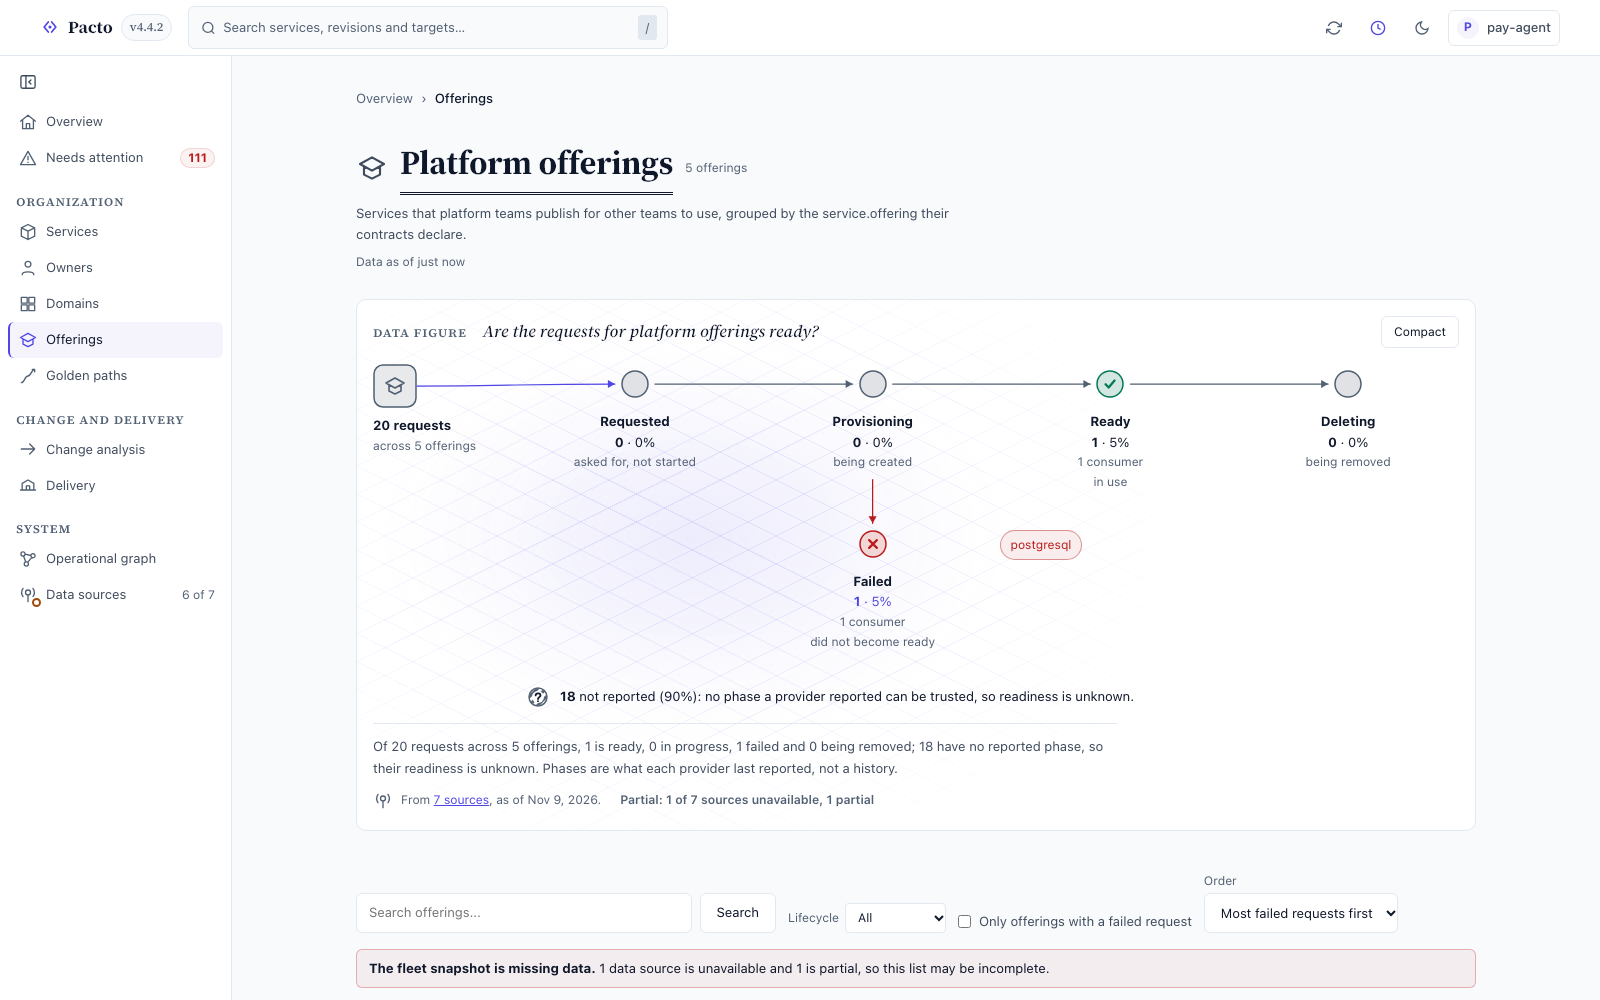 Pacto
v4.4.2
Search services, revisions and targets...
/
P
pay-agent
Overview
Needs attention
111
ORGANIZATION
Services
Owners
Domains
Offerings
Golden paths
CHANGE AND DELIVERY
Change analysis
Delivery
SYSTEM
Operational graph
Data sources
6 of 7
Overview › Offerings
Platform offerings
5 offerings
Services that platform teams publish for other teams to use, grouped by the service.offering their
contracts declare.
Data as of just now
DATA FIGURE
Are the requests for platform offerings ready?
Compact
20 requests
across 5 offerings
Requested
0 · 0%
asked for, not started
Provisioning
0 · 0%
being created
Ready
1 · 5%
1 consumer
in use
Deleting
0 · 0%
being removed
postgresql
Failed
1 · 5%
1 consumer
did not become ready
18 not reported (90%): no phase a provider reported can be trusted, so readiness is unknown.
Of 20 requests across 5 offerings, 1 is ready, 0 in progress, 1 failed and 0 being removed; 18 have no reported phase, so
their readiness is unknown. Phases are what each provider last reported, not a history.
From 7 sources, as of Nov 9, 2026.
Partial: 1 of 7 sources unavailable, 1 partial
Search offerings...
Search
Lifecycle
All
Only offerings with a failed request
Order
Most failed requests first
The fleet snapshot is missing data. 1 data source is unavailable and 1 is partial, so this list may be incomplete.